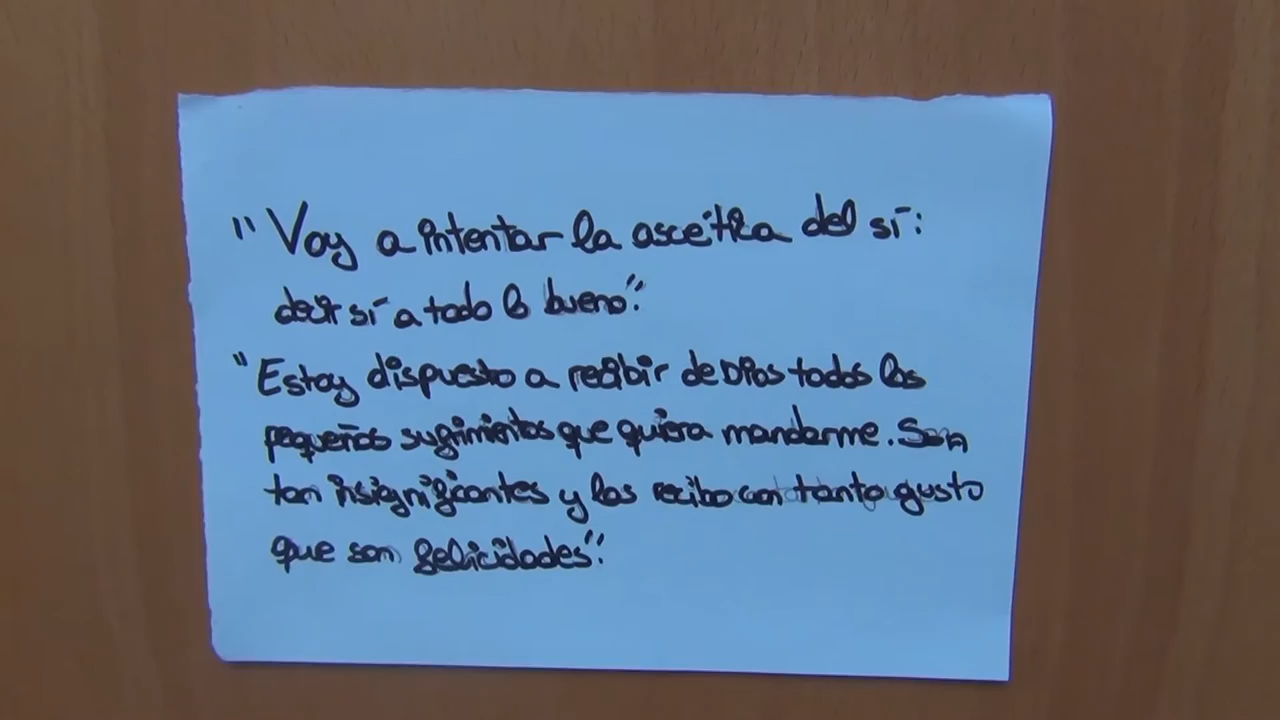 "Voy a intentar la ascética del sí:
decir sí a todo lo bueno".
"Estoy dispuesto a recibir de Dios todos los
pequeños sufrimientos que quiera mandarme. Son
tan insignificantes y los recibo con tanto gusto
que son felicidades".